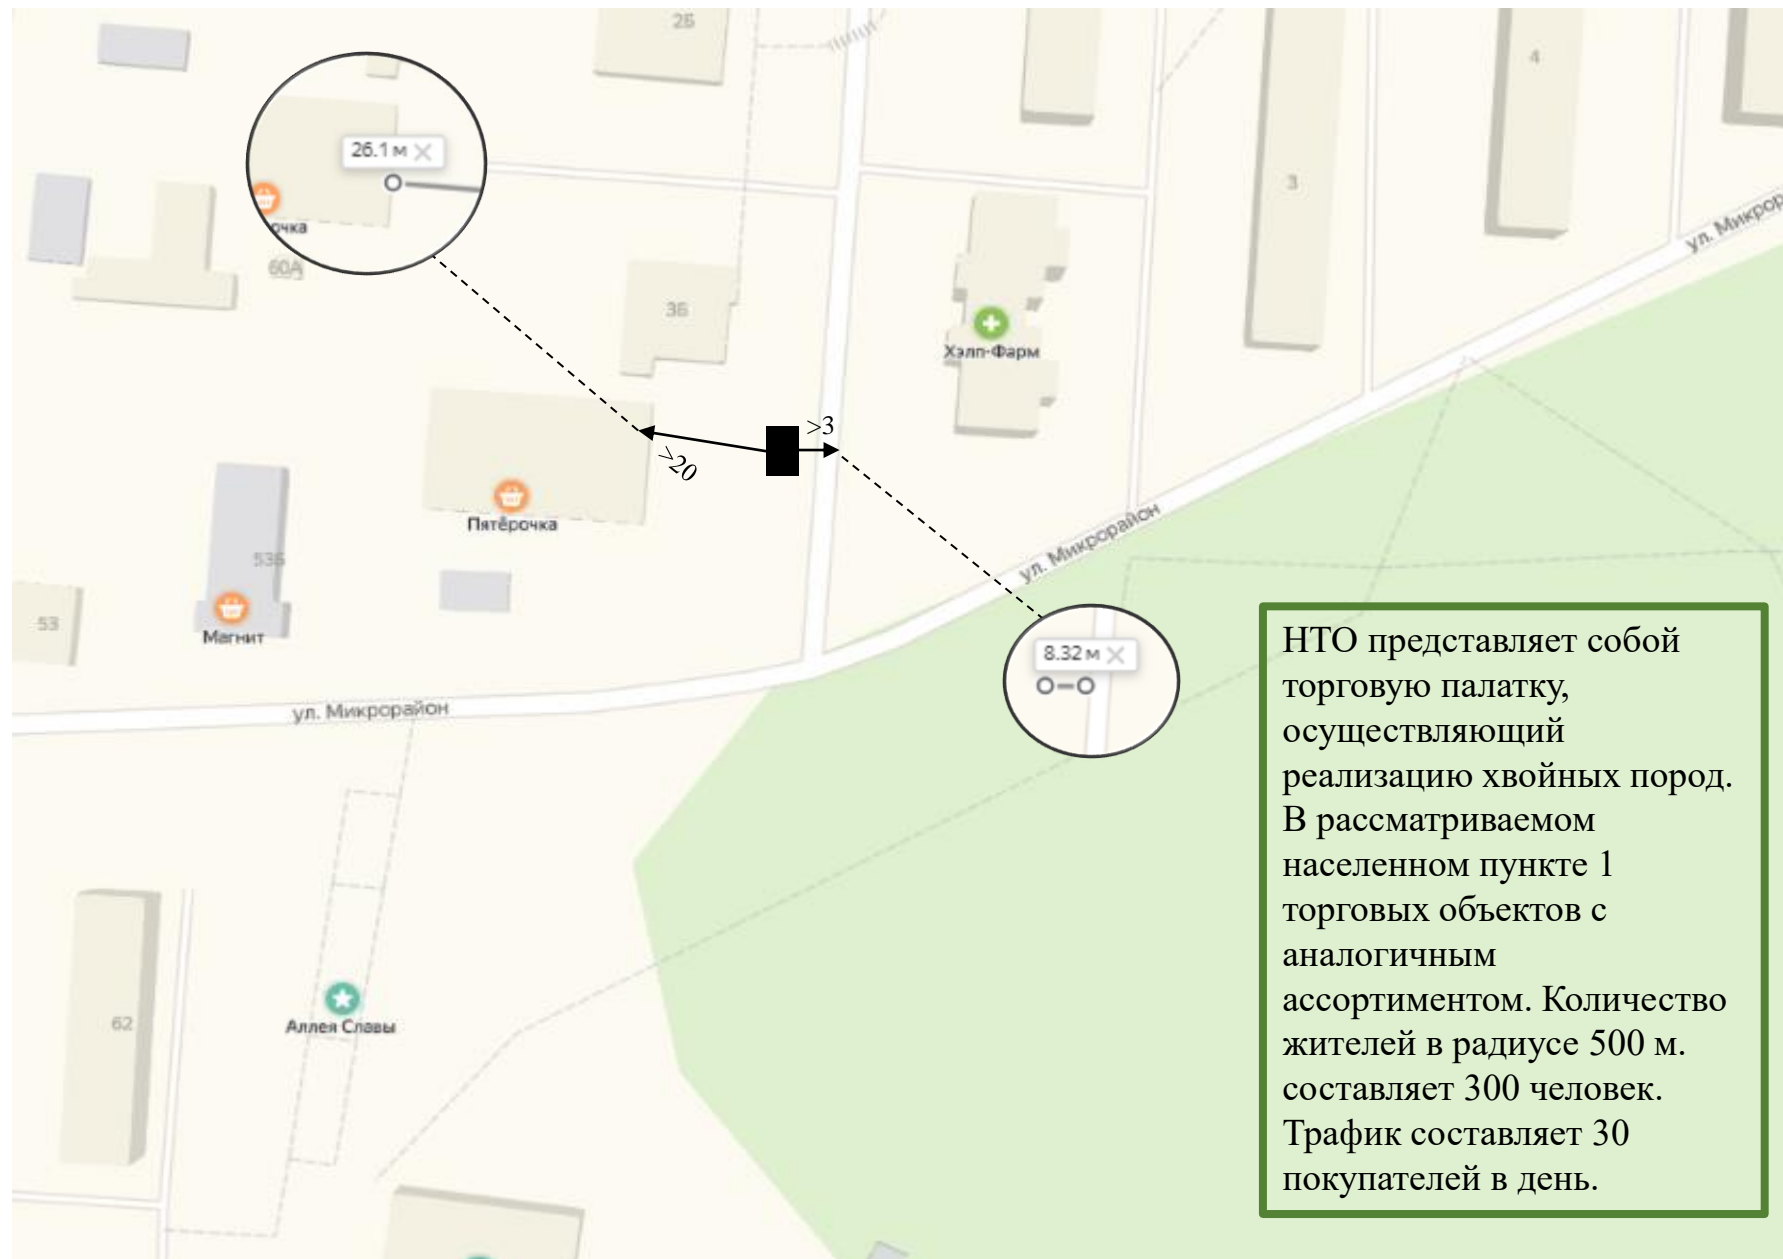 2Б
4
26.1 м
3
ул. Микрор
очка
60А
3Б
Хэлп-Фарм
>3
>20
Пятёрочка
ул. Микрорайон
53Б
53
Магнит
8.32 м
ул. Микрорайон
62
Аллея Славы
НТО представляет собой
торговую палатку,
осуществляющий
реализацию хвойных пород.
В рассматриваемом
населенном пункте 1
торговых объектов с
аналогичным
ассортиментом. Количество
жителей в радиусе 500 м.
составляет 300 человек.
Трафик составляет 30
покупателей в день.